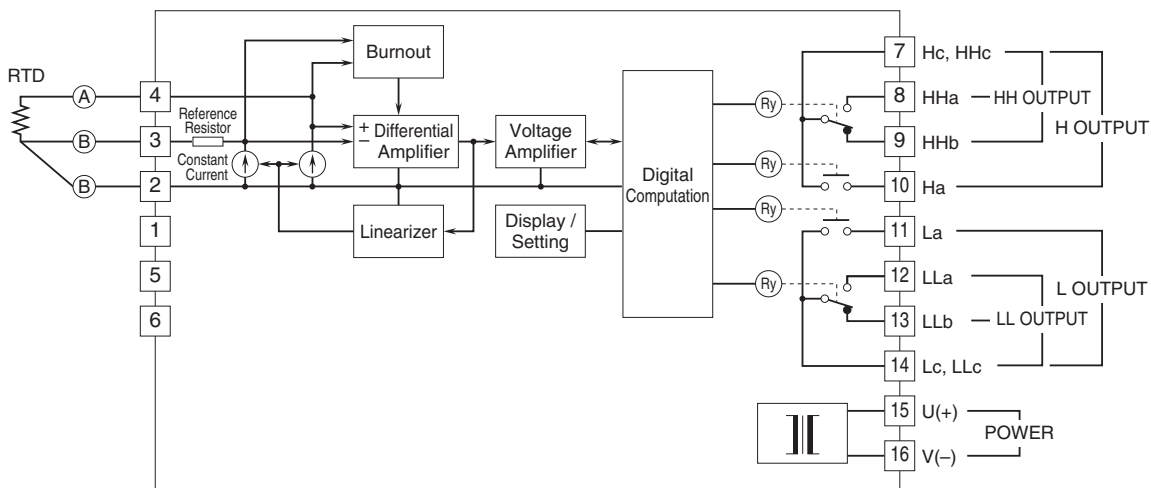 RTD
A
B
B
4
3
2
1
5
6
Reference
Resistor
Constant
Current
Burnout
+
−
Differential
Amplifier
Linearizer
Voltage
Amplifier
Display /
Setting
Digital
Computation
Ry
Ry
Ry
Ry
7 Hc, HHc
8 HHa HH OUTPUT
9 HHb
H OUTPUT
10 Ha
11 La
12 LLa
L OUTPUT
13 LLb LL OUTPUT
14 Lc, LLc
15 U(+)
POWER
16 V(−)